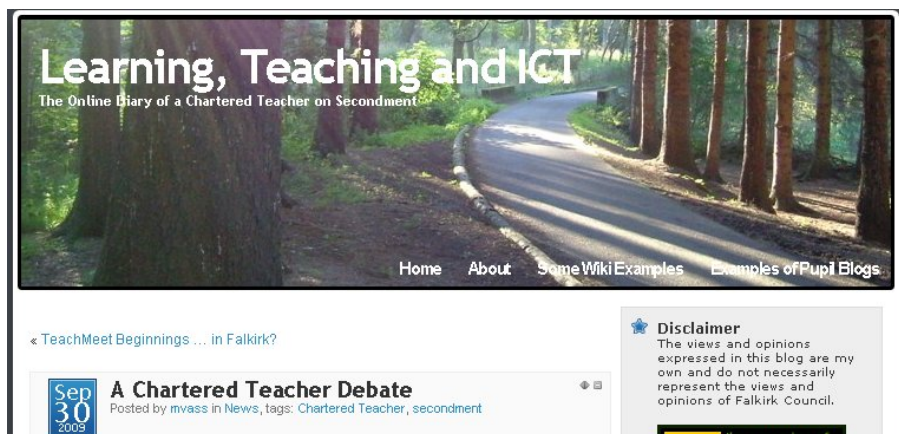 Learning, Teaching and ICT
The Online Diary of a Chartered Teacher on Secondment
Home About Some Wiki Examples Examples of Pupil Blogs
« TeachMeet Beginnings ... in Falkirk?
Sep
30
2009
A Chartered Teacher Debate
Posted by mvass in News, tags: Chartered Teacher, secondment
Disclaimer
The views and opinions
expressed in this blog are my
own and do not necessarily
represent the views and
opinions of Falkirk Council.